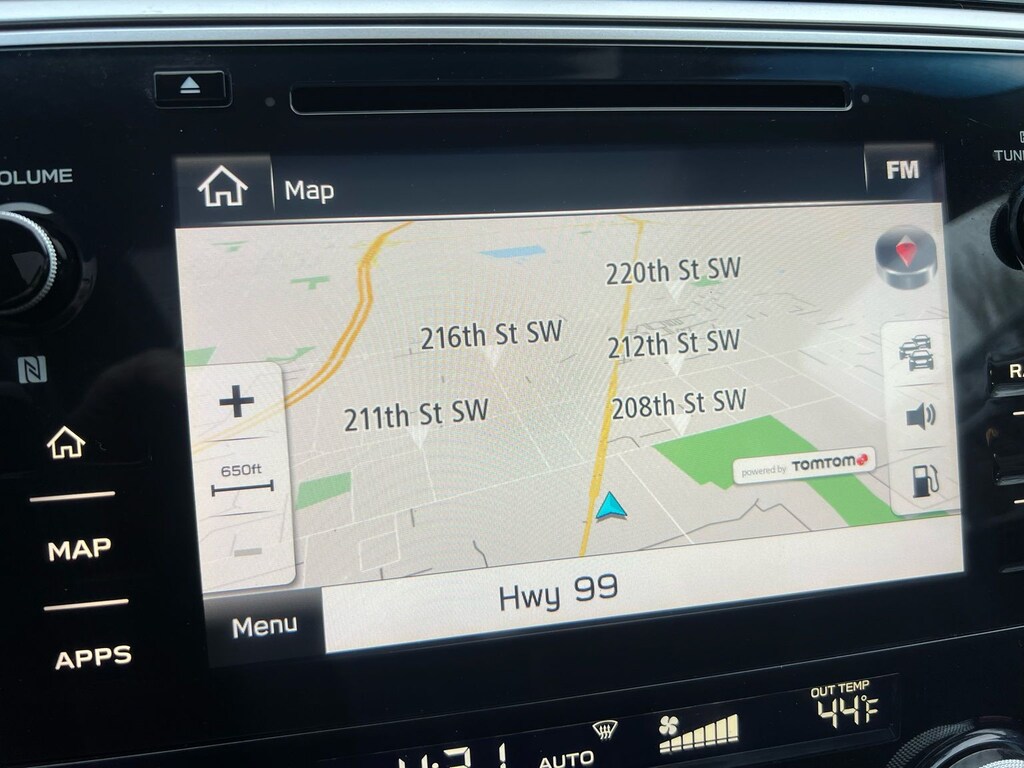 OLUME
TUN
FM
Map
220th St SW
216th St SW
212th St SW
211th St SW
208th St SW
650ft
powered by TOMTOM
MAP
Hwy 99
Menu
APPS
OUT TEMP
44°F
AUTO